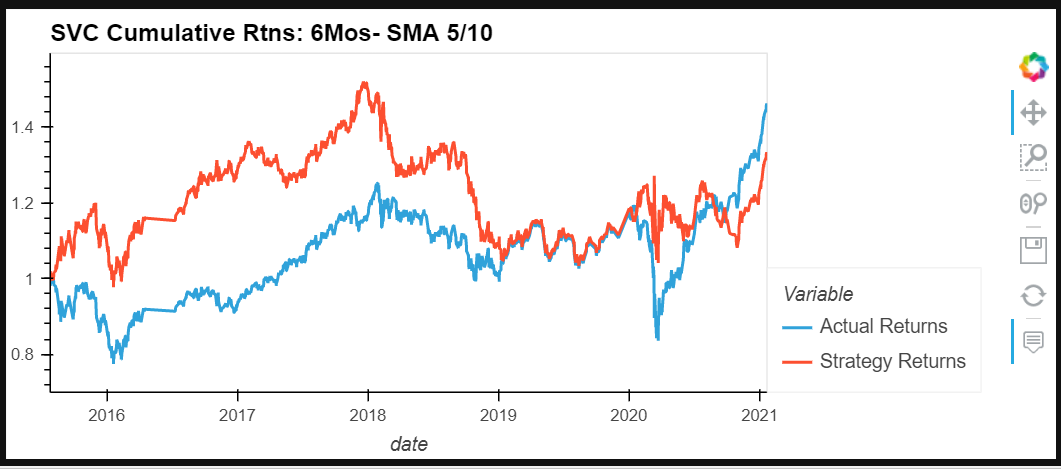 SVC Cumulative Rtns: 6Mos- SMA 5/10
1.4
1.2
1
0.8
2016 2017 2018 2019 2020 2021
date
Variable
Actual Returns
Strategy Returns